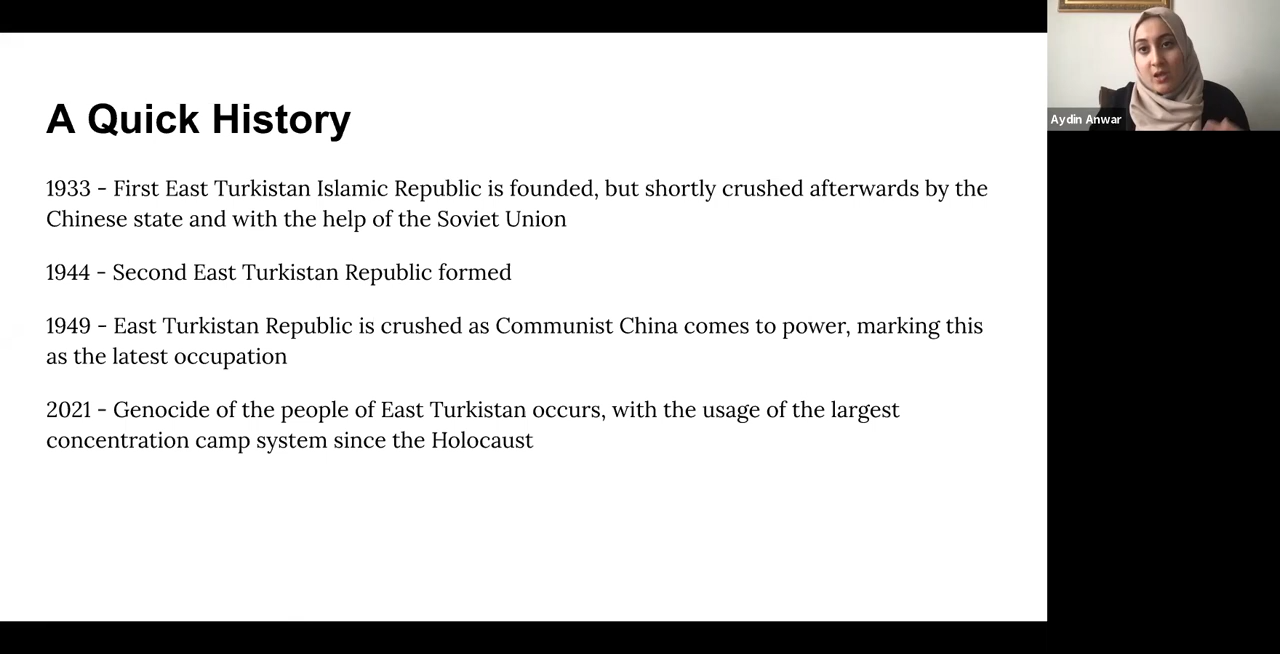 A Quick History
1933 - First East Turkistan Islamic Republic is founded, but shortly crushed afterwards by the
Chinese state and with the help of the Soviet Union
1944 - Second East Turkistan Republic formed
1949 - East Turkistan Republic is crushed as Communist China comes to power, marking this
as the latest occupation
2021 - Genocide of the people of East Turkistan occurs, with the usage of the largest
concentration camp system since the Holocaust
Aydin Anwar